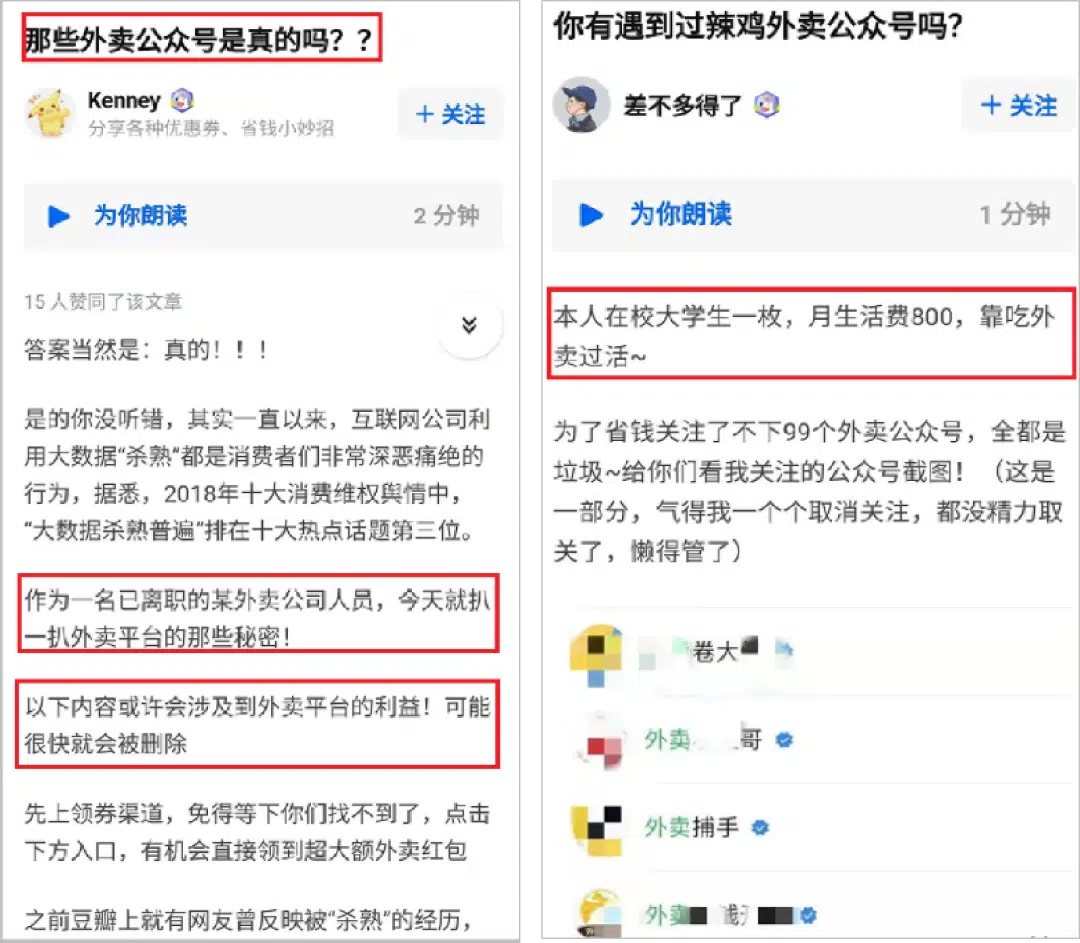 那些外卖公众号是真的吗？？
Kenney
分享各种优惠券、省钱小妙招
+ 关注
为你朗读
2 分钟
15 人赞同了该文章
答案当然是：真的！！！
是的你没听错，其实一直以来，互联网公司利
用大数据“杀熟”都是消费者们非常深恶痛绝的
行为，据悉，2018年十大消费维权舆情中，
“大数据杀熟普遍”排在十大热点话题第三位。
作为一名已离职的某外卖公司人员，今天就扒
一扒外卖平台的那些秘密！
以下内容或许会涉及到外卖平台的利益！可能
很快就会被删除
先上领券渠道，免得等下你们找不到了，点击
下方入口，有机会直接领到超大额外卖红包
之前豆瓣上就有网友曾反映被“杀熟”的经历，
你有遇到过辣鸡外卖公众号吗？
差不多得了
+ 关注
为你朗读
1 分钟
本人在校大学生一枚，月生活费800，靠吃外
卖过活~
为了省钱关注了不下99个外卖公众号，全都是
垃圾~给你们看我关注的公众号截图！（这是
一部分，气得我一个个取消关注，都没精力取
关了，懒得管了）
卷大
外卖 哥
外卖捕手
外卖